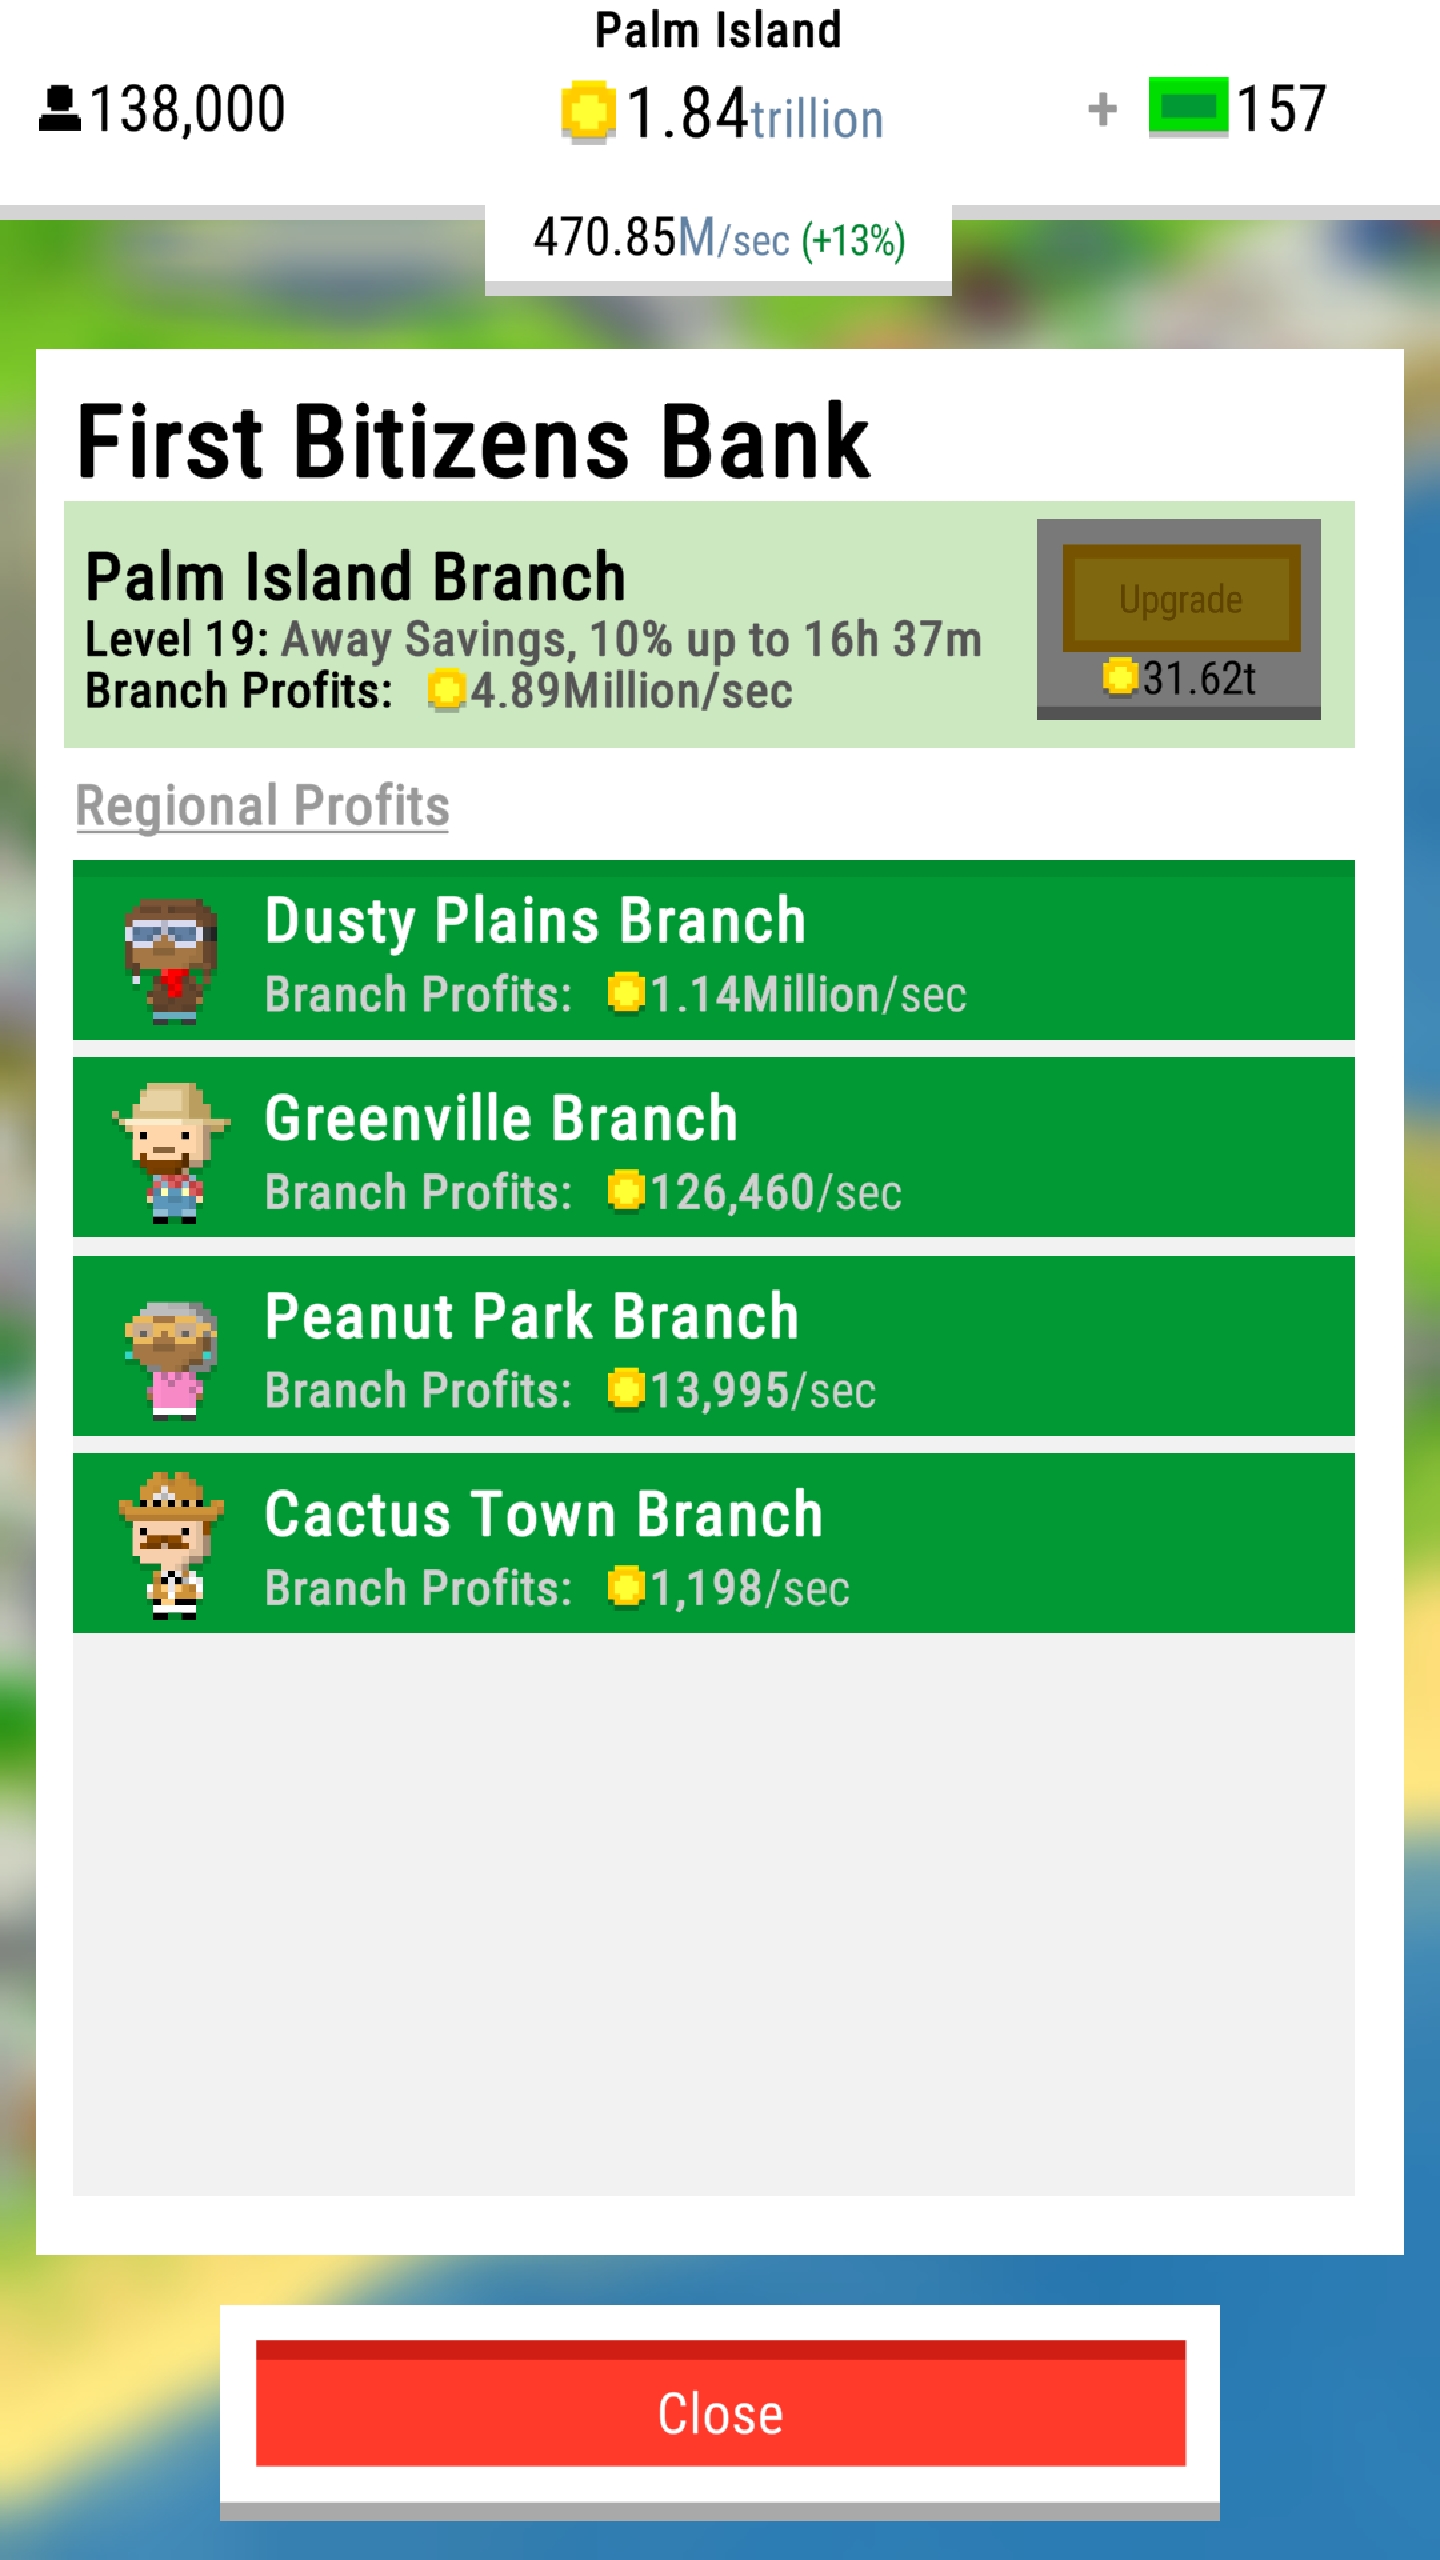 Palm Island
138,000
1.84trillion
+ 157
470.85M/sec (+13%)
First Bitizens Bank
Palm Island Branch
Level 19: Away Savings, 10% up to 16h 37m
Branch Profits: 4.89Million/sec
Upgrade
31.62t
Regional Profits
Dusty Plains Branch
Branch Profits: 1.14Million/sec
Greenville Branch
Branch Profits: 126,460/sec
Peanut Park Branch
Branch Profits: 13,995/sec
Cactus Town Branch
Branch Profits: 1,198/sec
Close